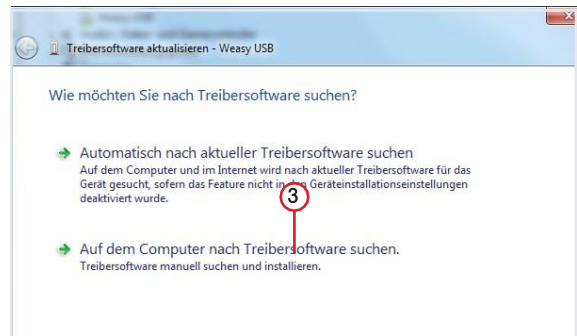 Weasy USB
Treibersoftware aktualisieren - Weasy USB
Wie möchten Sie nach Treibersoftware suchen?
Automatisch nach aktueller Treibersoftware suchen
Auf dem Computer und im Internet wird nach aktueller Treibersoftware für das
Gerät gesucht, sofern das Feature nicht in den Geräteinstallationseinstellungen
deaktiviert wurde.
3
Auf dem Computer nach Treibersoftware suchen.
Treibersoftware manuell suchen und installieren.